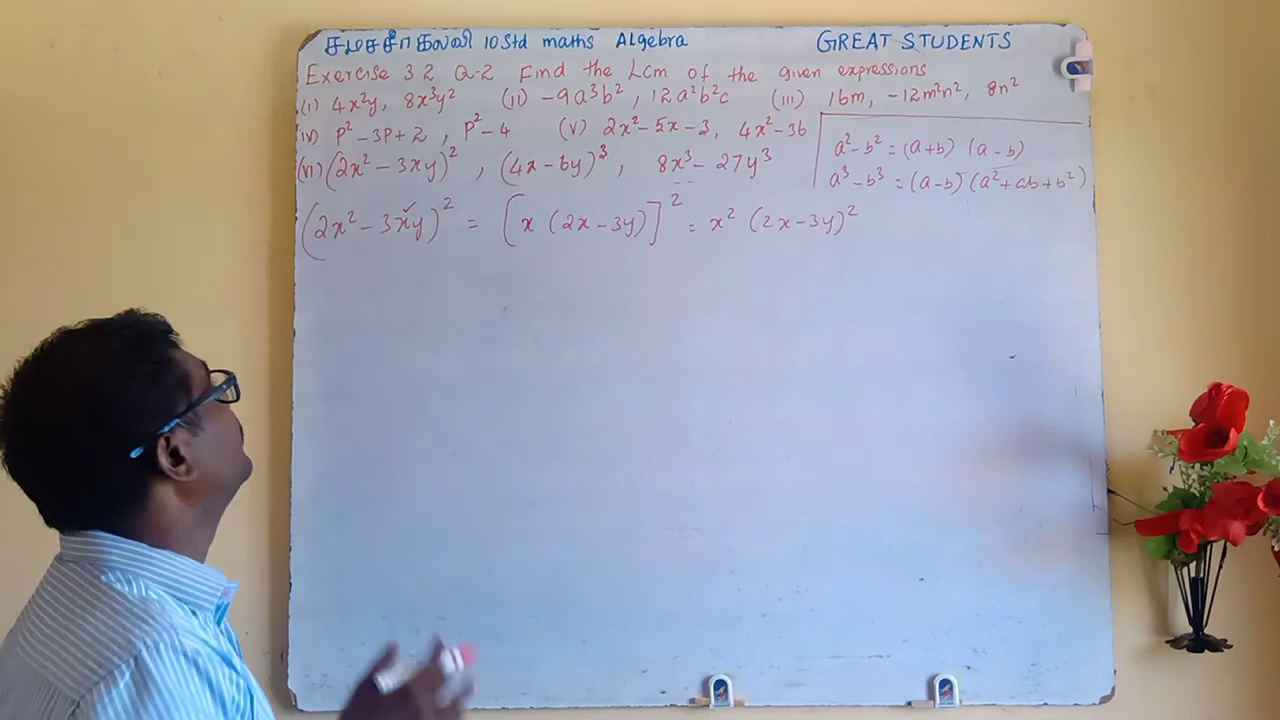 சமச்சீர் கல்வி 10 Std maths Algebra GREAT STUDENTS
Exercise 3 2 Q-2 Find the LCm of the given expressions
(i) 4x²y, 8x³y² (ii) -9a³b², 12a²b²c (iii) 16m, -12m²n², 8n²
iv) p² - 3p + 2, p² - 4 (v) 2x² - 5x - 3, 4x² - 36
(vi) (2x² - 3xy)², (4x - 6y)³, 8x³ - 27y³
a² - b² = (a+b) (a-b)
a³ - b³ = (a-b) (a² + ab + b²)
(2x² - 3xy)² = [x (2x - 3y)]² = x² (2x - 3y)²